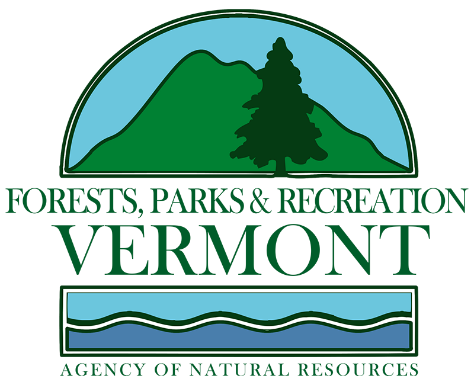 FORESTS, PARKS & RECREATION
VERMONT
AGENCY OF NATURAL RESOURCES